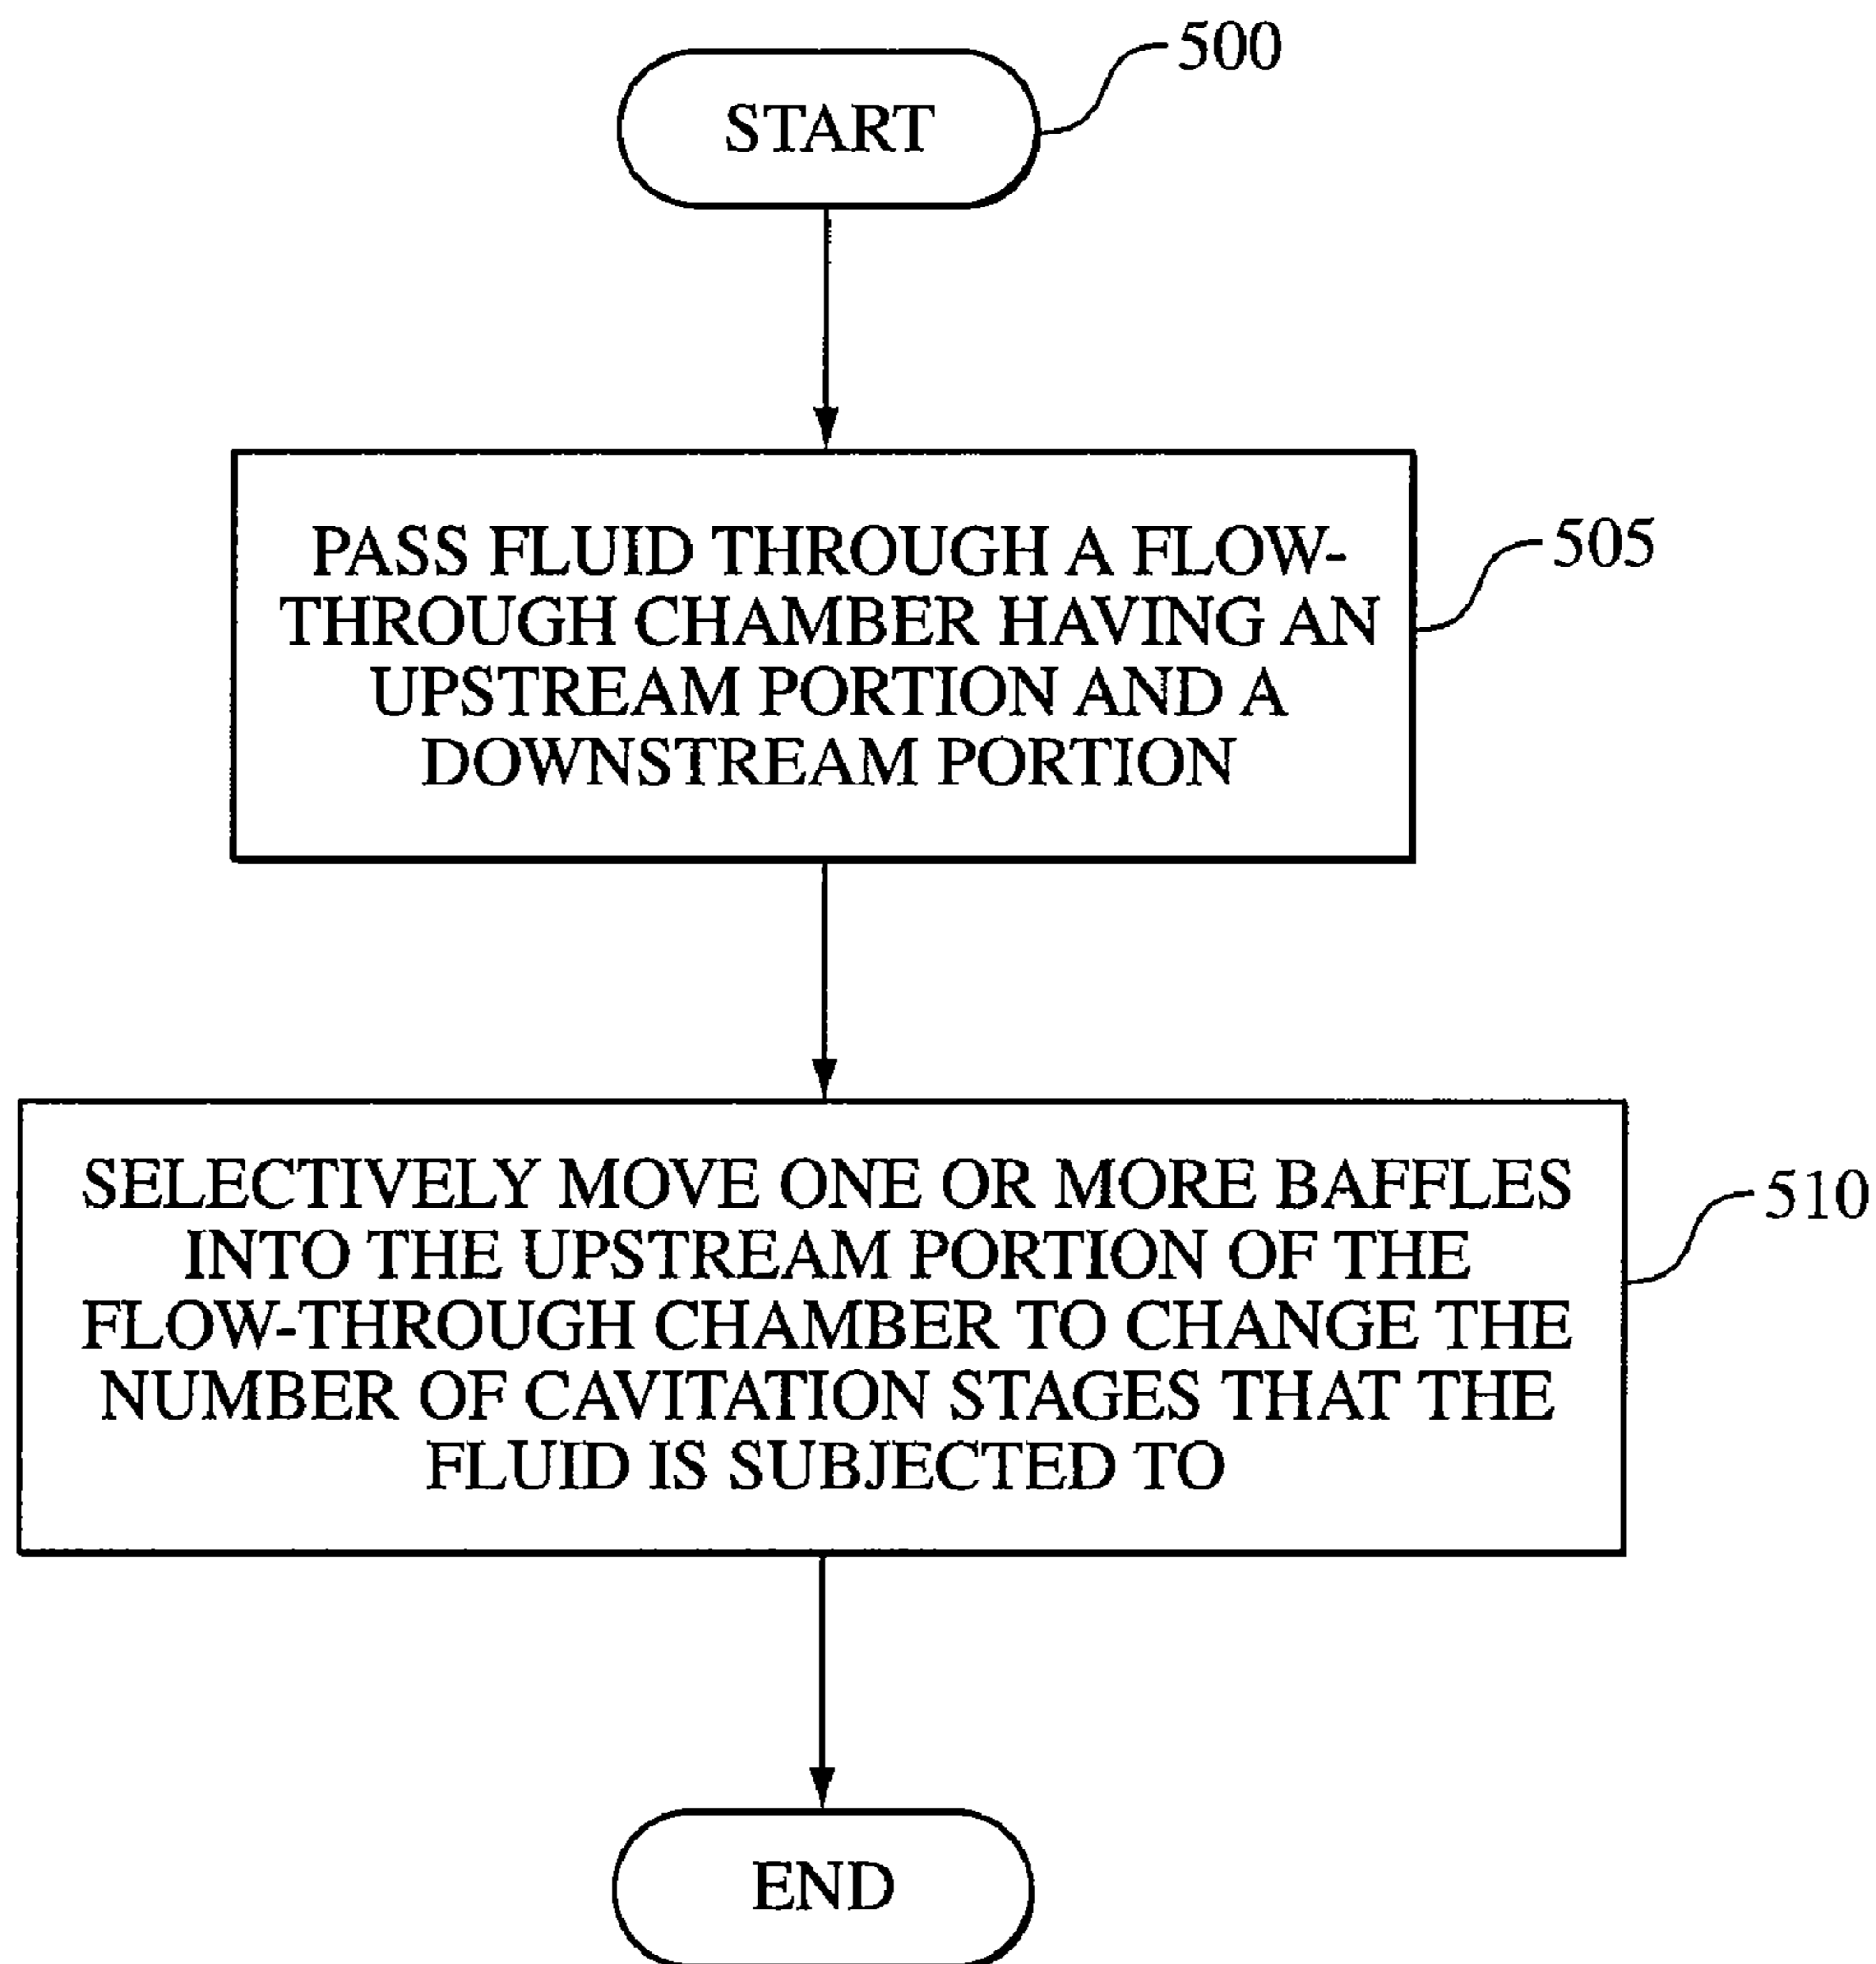 500
START
PASS FLUID THROUGH A FLOW-
THROUGH CHAMBER HAVING AN
UPSTREAM PORTION AND A
DOWNSTREAM PORTION
505
SELECTIVELY MOVE ONE OR MORE BAFFLES
INTO THE UPSTREAM PORTION OF THE
FLOW-THROUGH CHAMBER TO CHANGE THE
NUMBER OF CAVITATION STAGES THAT THE
FLUID IS SUBJECTED TO
510
END